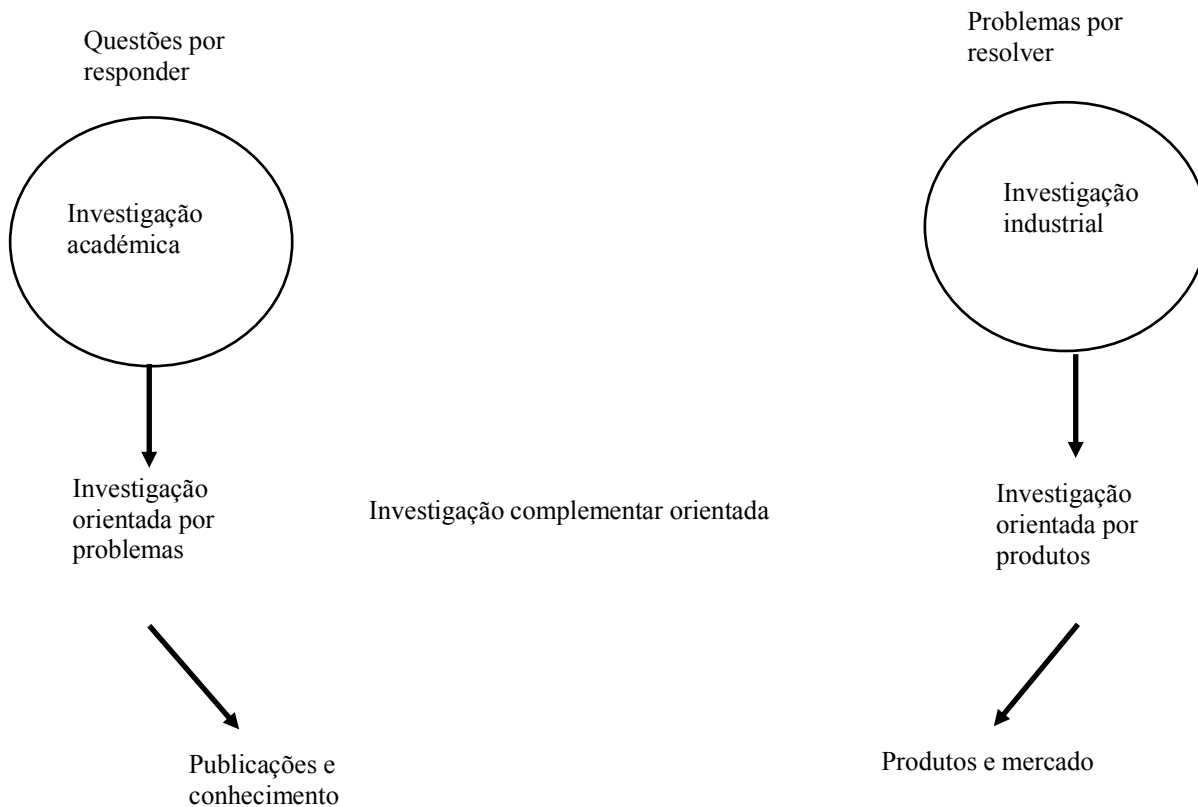 Questões por
responder
Problemas por
resolver
Investigação
académica
Investigação
industrial
Investigação
orientada por
problemas
Investigação complementar orientada
Investigação
orientada por
produtos
Publicações e
conhecimento
Produtos e mercado